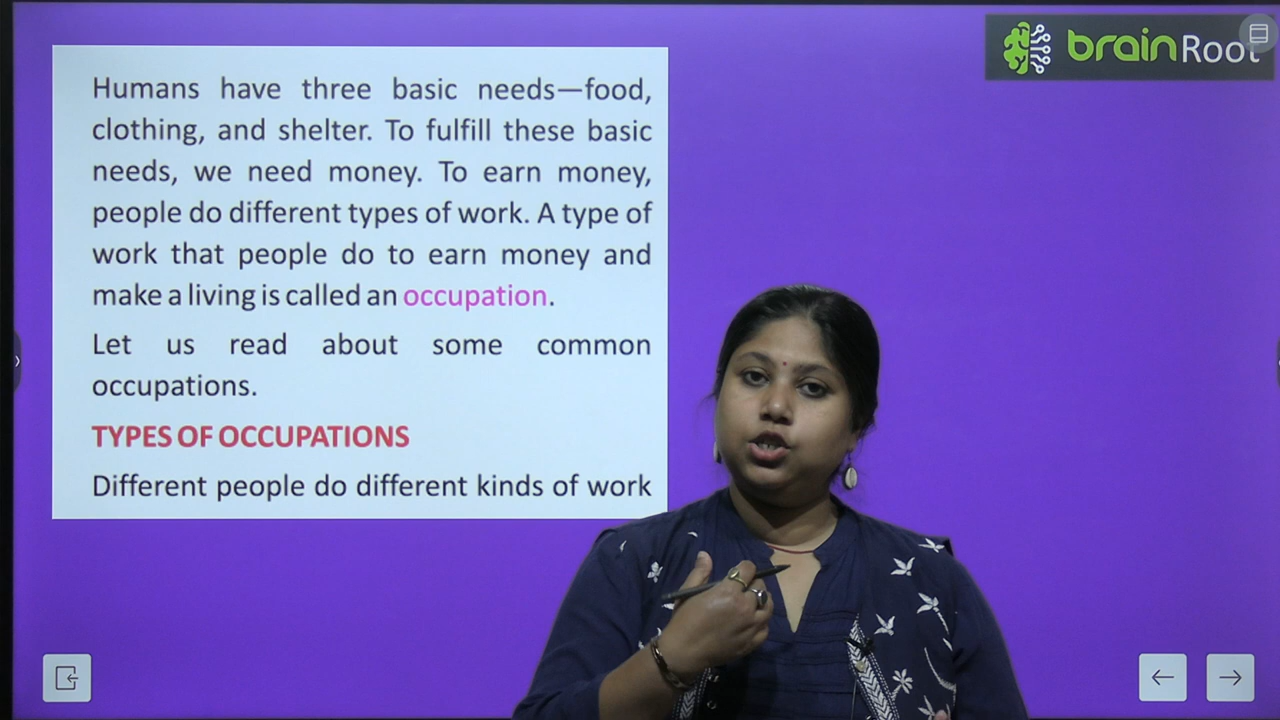 Humans have three basic needs—food,
clothing, and shelter. To fulfill these basic
needs, we need money. To earn money,
people do different types of work. A type of
work that people do to earn money and
make a living is called an occupation.
Let us read about some common
occupations.
TYPES OF OCCUPATIONS
Different people do different kinds of work
brainRoot